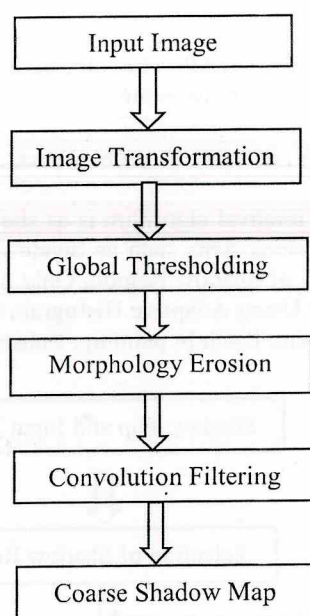 Input Image
Image Transformation
Global Thresholding
Morphology Erosion
Convolution Filtering
Coarse Shadow Map